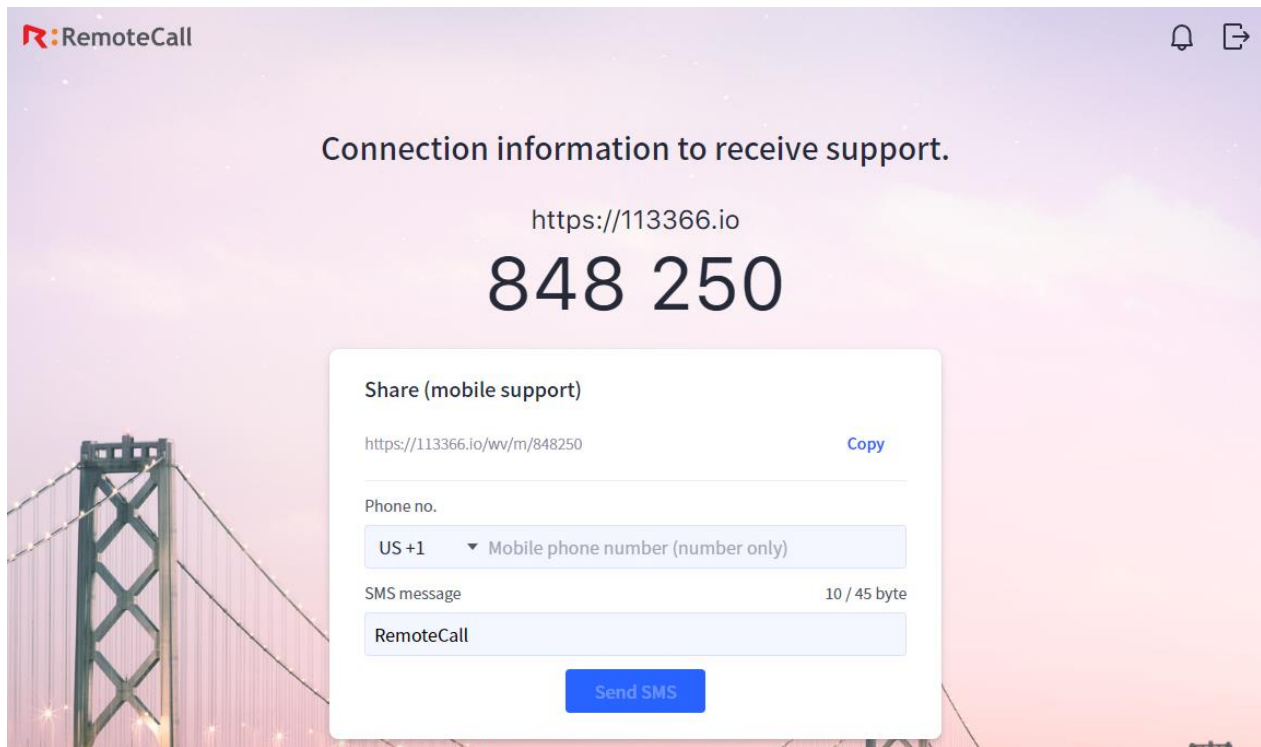 R:RemoteCall
Connection information to receive support.
https://113366.io
848 250
Share (mobile support)
https://113366.io/wv/m/848250
Copy
Phone no.
US +1 Mobile phone number (number only)
SMS message 10 / 45 byte
RemoteCall
Send SMS